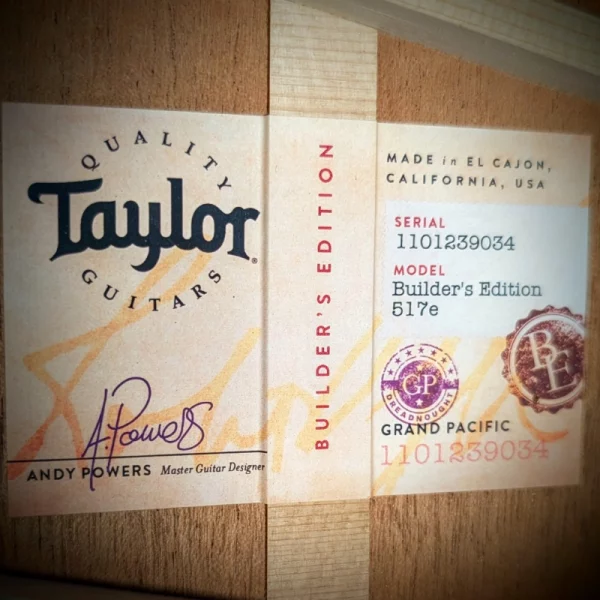 QUALITY
Taylor®
GUITARS
A. Powers
ANDY POWERS Master Guitar Designer
BUILDER'S EDITION
MADE in EL CAJON,
CALIFORNIA, USA
SERIAL
1101239034
MODEL
Builder's Edition
517e
GP
DREADNOUGHT
BE
GRAND PACIFIC
1101239034